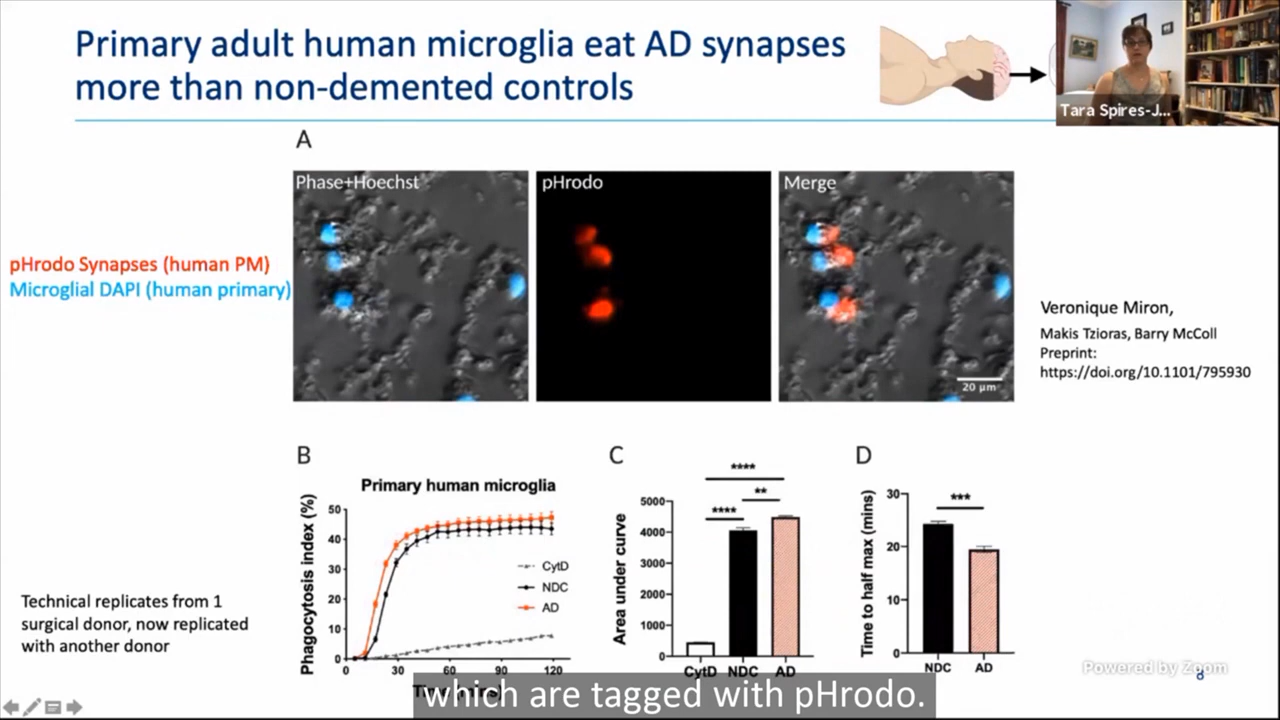 Primary adult human microglia eat AD synapses
more than non-demented controls
Tara Spires-J...
A
Phase+Hoechst
pHrodo
Merge
pHrodo Synapses (human PM)
Microglial DAPI (human primary)
20 µm
Veronique Miron,
Makis Tzioras, Barry McColl
Preprint:
https://doi.org/10.1101/795930
B
Primary human microglia
Phagocytosis index (%)
50
40
30
20
10
0
0 30 60 90 120
CytD
NDC
AD
C
****
**
****
Area under curve
5000
4000
3000
2000
1000
0
CytD NDC AD
D
***
Time to half max (mins)
30
20
10
0
NDC AD
Technical replicates from 1
surgical donor, now replicated
with another donor
Powered by Zoom
8
which are tagged with pHrodo.